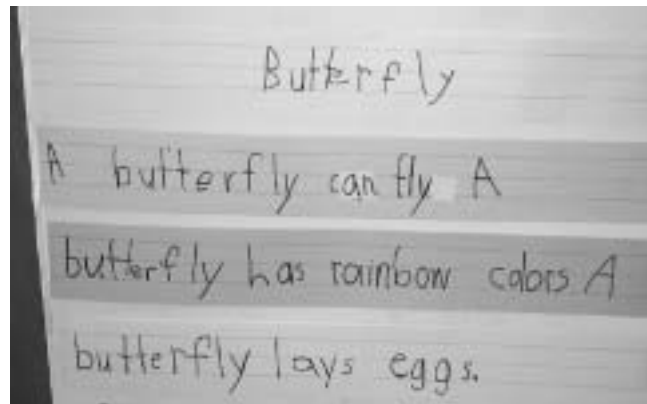 Butterfly
A butterfly can fly A
butterfly has rainbow colors A
butterfly lays eggs.